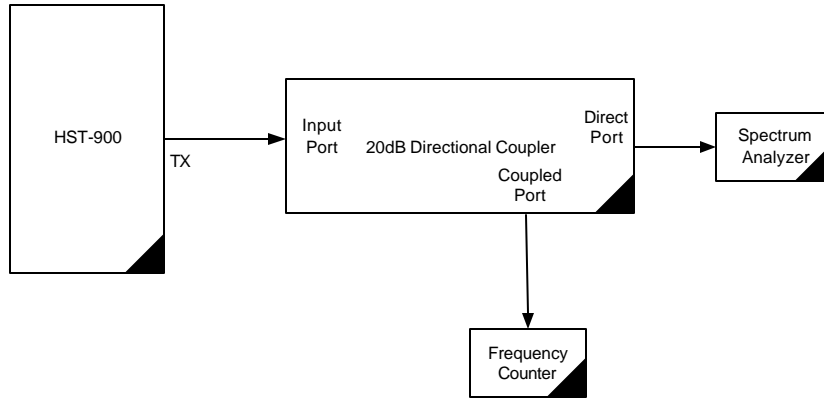 HST-900
TX
Input
Port
20dB Directional Coupler
Direct
Port
Coupled
Port
Spectrum
Analyzer
Frequency
Counter